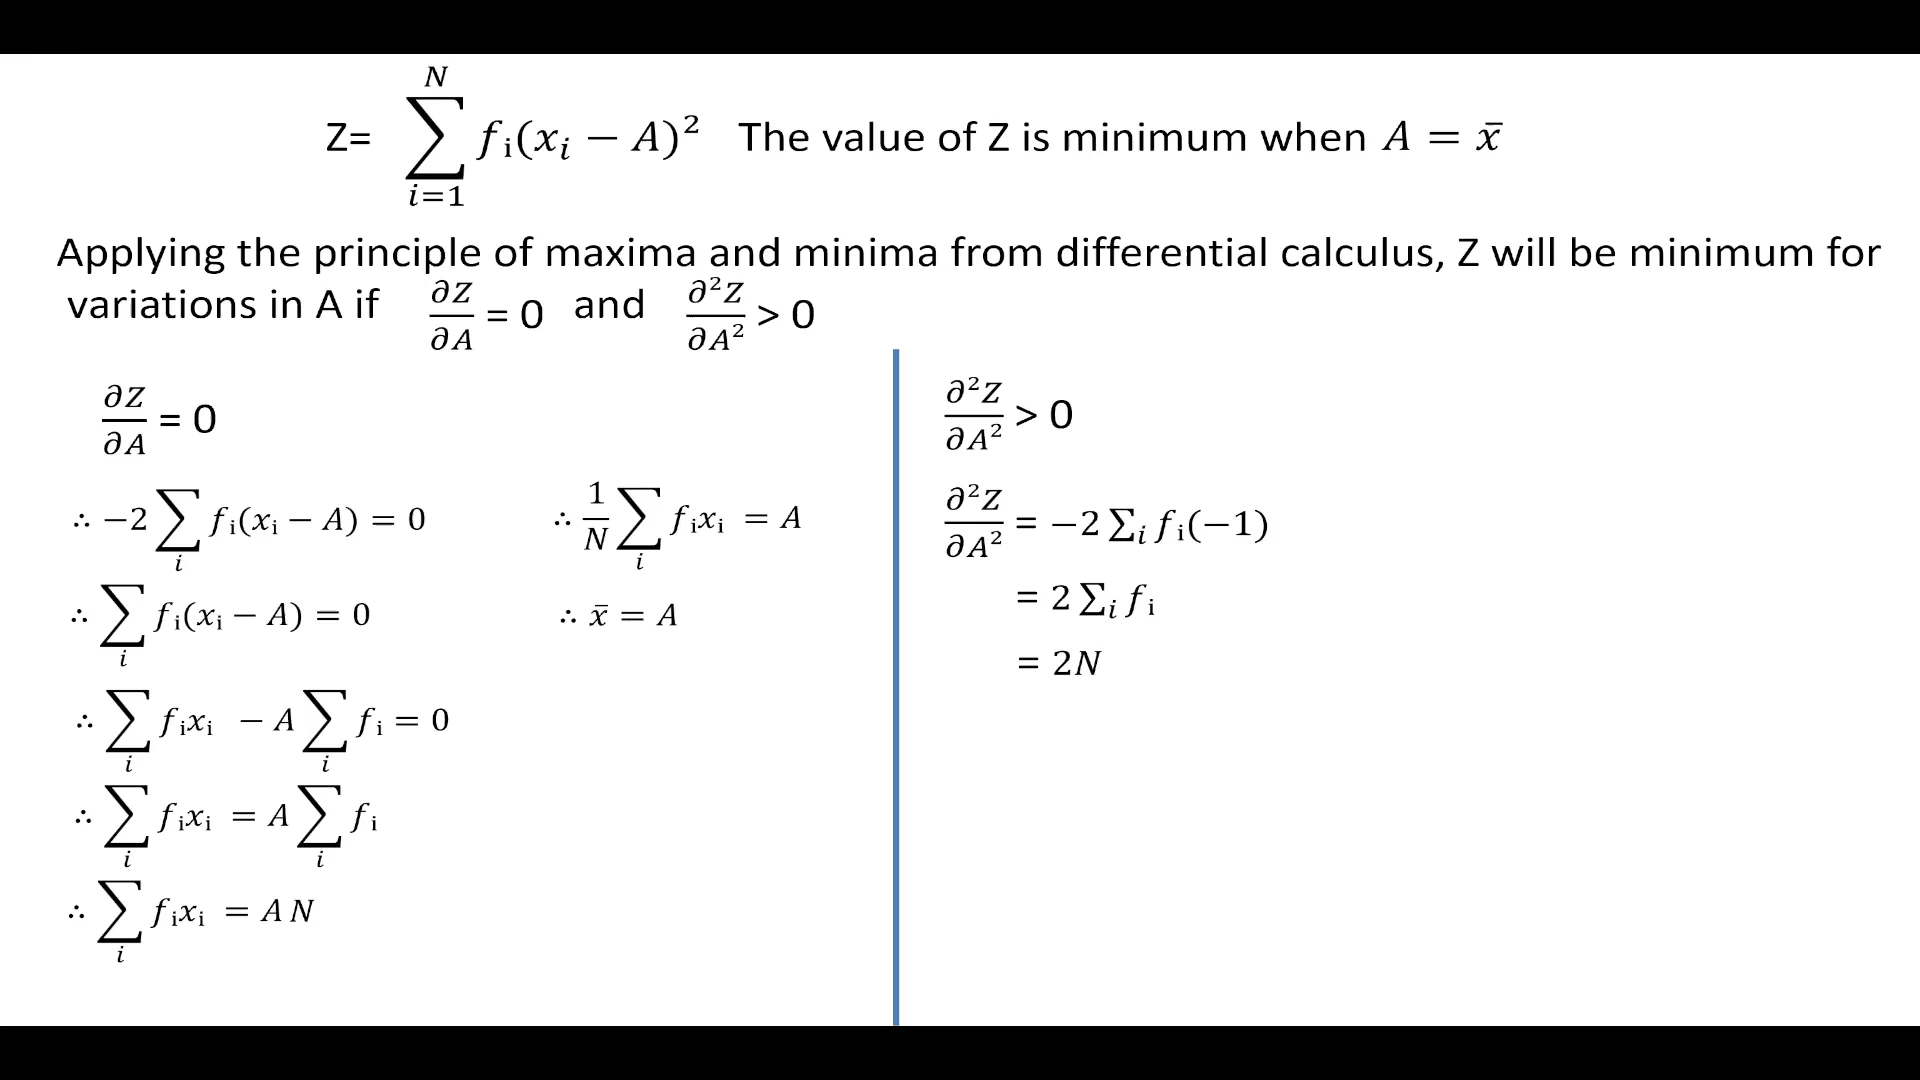 Z= \sum_{i=1}^{N} f_i(x_i − A)² The value of Z is minimum when A = x̄
Applying the principle of maxima and minima from differential calculus, Z will be minimum for
variations in A if ∂Z/∂A = 0 and ∂²Z/∂A² > 0
∂Z/∂A = 0
∴ −2 ∑_i f_i(x_i − A) = 0
∴ ∑_i f_i(x_i − A) = 0
∴ ∑_i f_i x_i − A ∑_i f_i = 0
∴ ∑_i f_i x_i = A ∑_i f_i
∴ ∑_i f_i x_i = A N
∴ 1/N ∑_i f_i x_i = A
∴ x̄ = A
∂²Z/∂A² > 0
∂²Z/∂A² = −2 ∑_i f_i(−1)
= 2 ∑_i f_i
= 2N